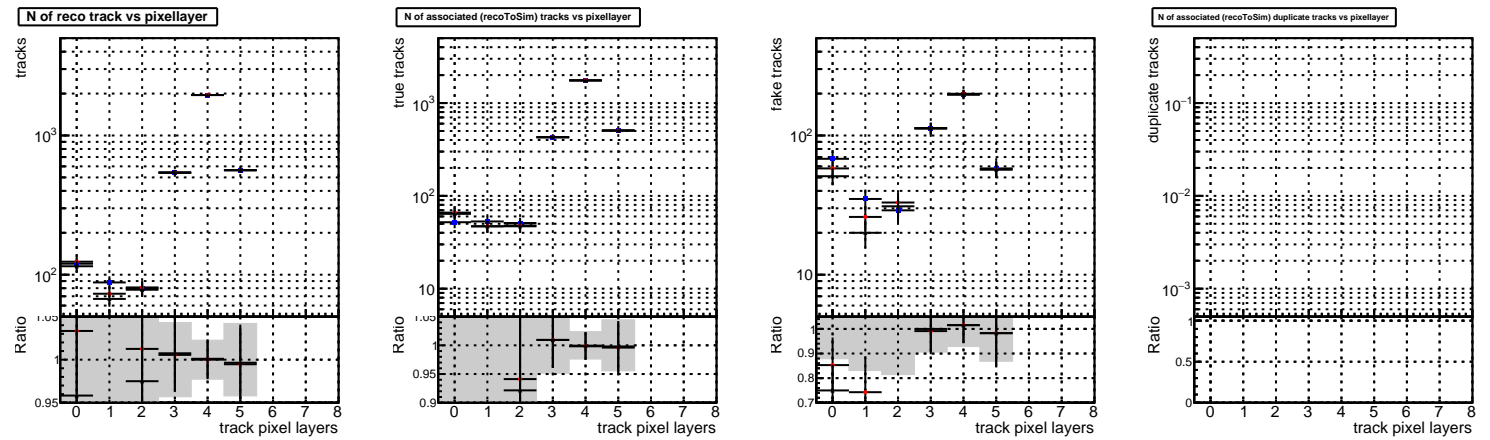 N of reco track vs pixellayer
tracks
10³
10²
Ratio
1.05
1
0.95
0 1 2 3 4 5 6 7 8
track pixel layers
N of associated (recoToSim) tracks vs pixellayer
true tracks
10³
10²
10
Ratio
1.05
1
0.95
0.9
0 1 2 3 4 5 6 7 8
track pixel layers
fake tracks
10²
10
Ratio
1
0.9
0.8
0.7
0 1 2 3 4 5 6 7 8
track pixel layers
N of associated (recoToSim) duplicate tracks vs pixellayer
duplicate tracks
10⁻¹
10⁻²
10⁻³
Ratio
1
0.5
0
0 1 2 3 4 5 6 7 8
track pixel layers